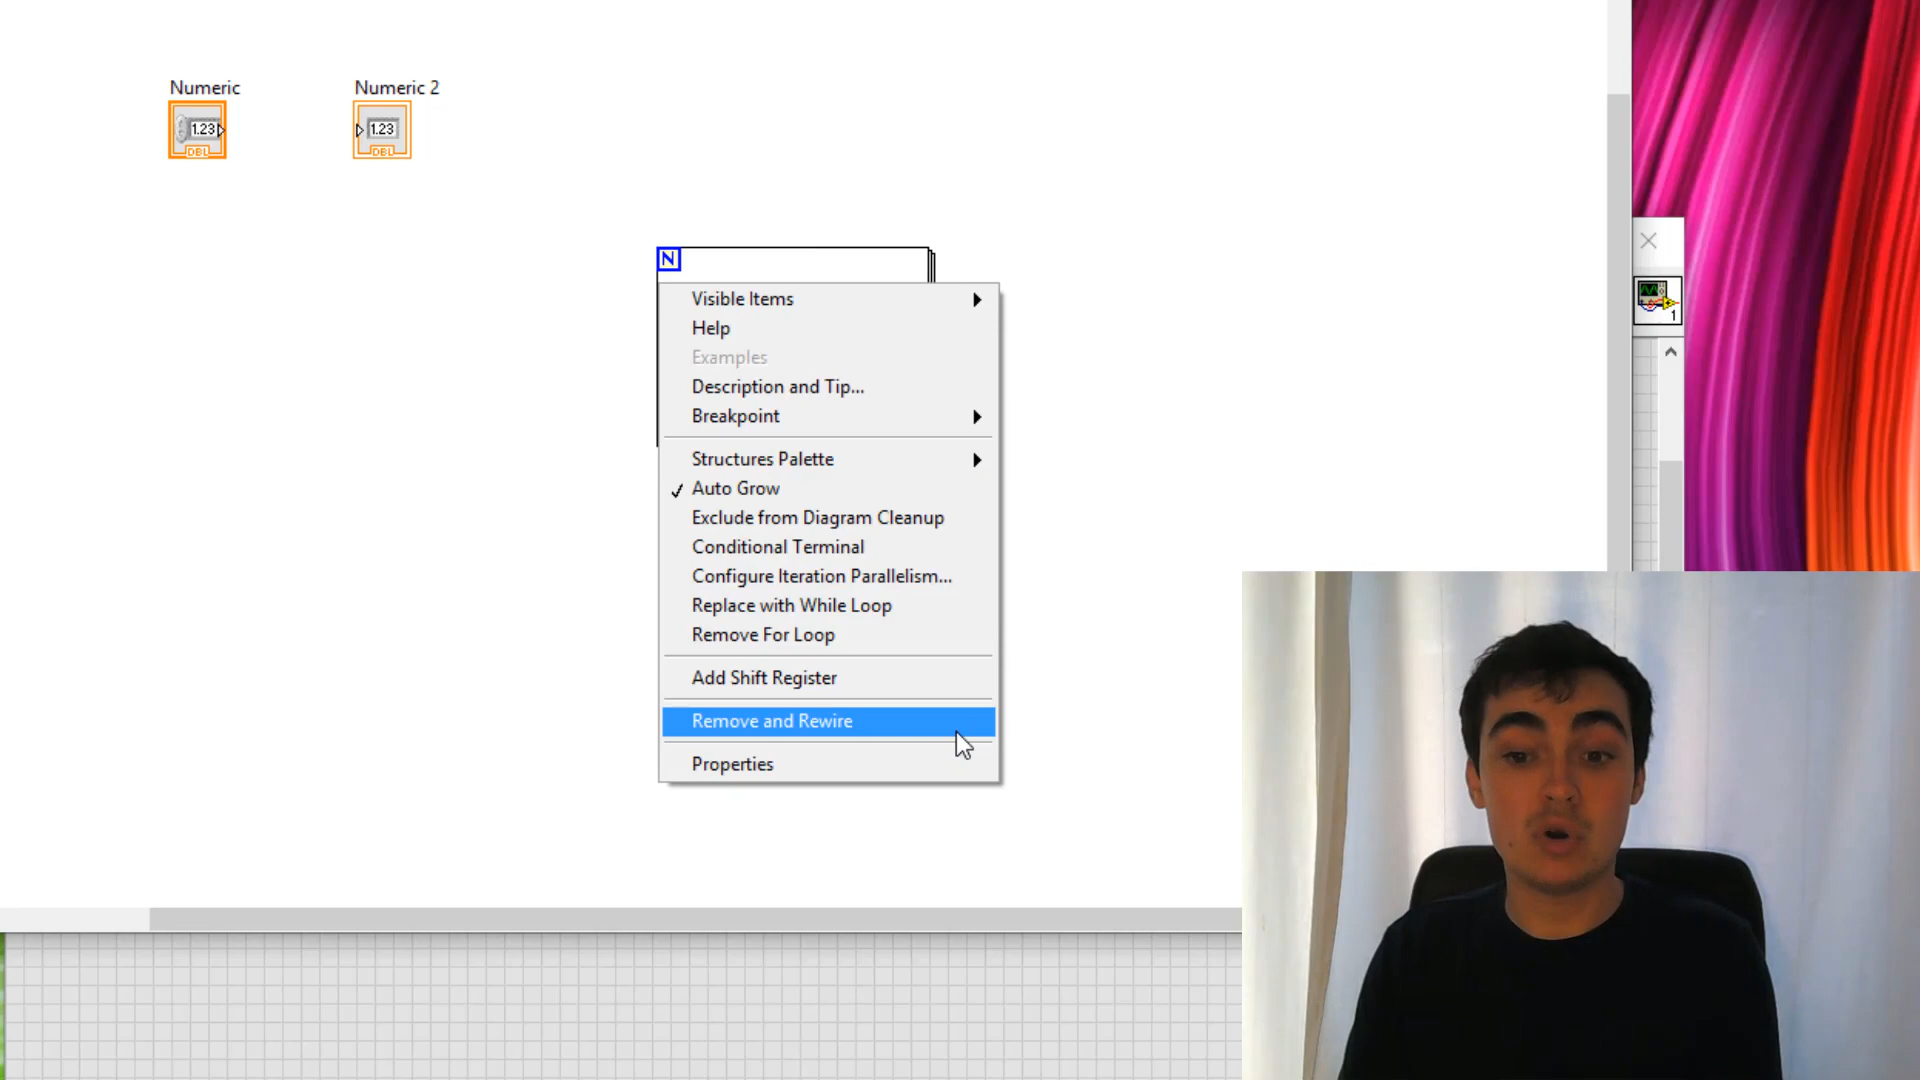 Numeric
Numeric 2
1.23
DBL
1.23
DBL
N
Visible Items
Help
Examples
Description and Tip...
Breakpoint
Structures Palette
Auto Grow
Exclude from Diagram Cleanup
Conditional Terminal
Configure Iteration Parallelism...
Replace with While Loop
Remove For Loop
Add Shift Register
Remove and Rewire
Properties
1